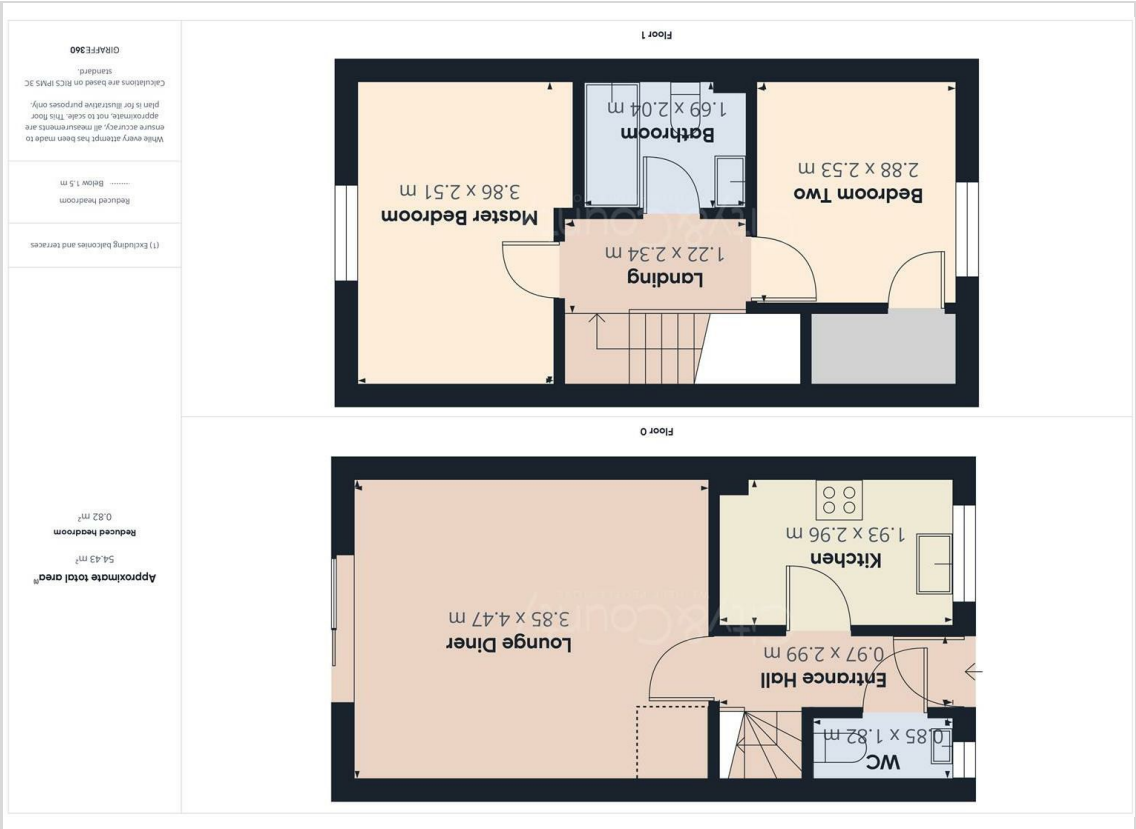 WC
0.85 x 1.82 m
Entrance Hall
0.97 x 2.99 m
Lounge Diner
3.85 x 4.47 m
Kitchen
1.93 x 2.96 m
City&County
Floor 0
Landing
1.22 x 2.34 m
Bedroom Two
2.88 x 2.53 m
Master Bedroom
3.86 x 2.51 m
Bathroom
1.69 x 2.04 m
City&County
Floor 1
Approximate total area(1)
54.43 m²
Reduced headroom
0.82 m²
(1) Excluding balconies and terraces
Reduced headroom
Below 1.5 m
While every attempt has been made to
ensure accuracy, all measurements are
approximate, not to scale. This floor
plan is for illustrative purposes only.
Calculations are based on RICS IPMS 3C
standard.
GIRAFFE360